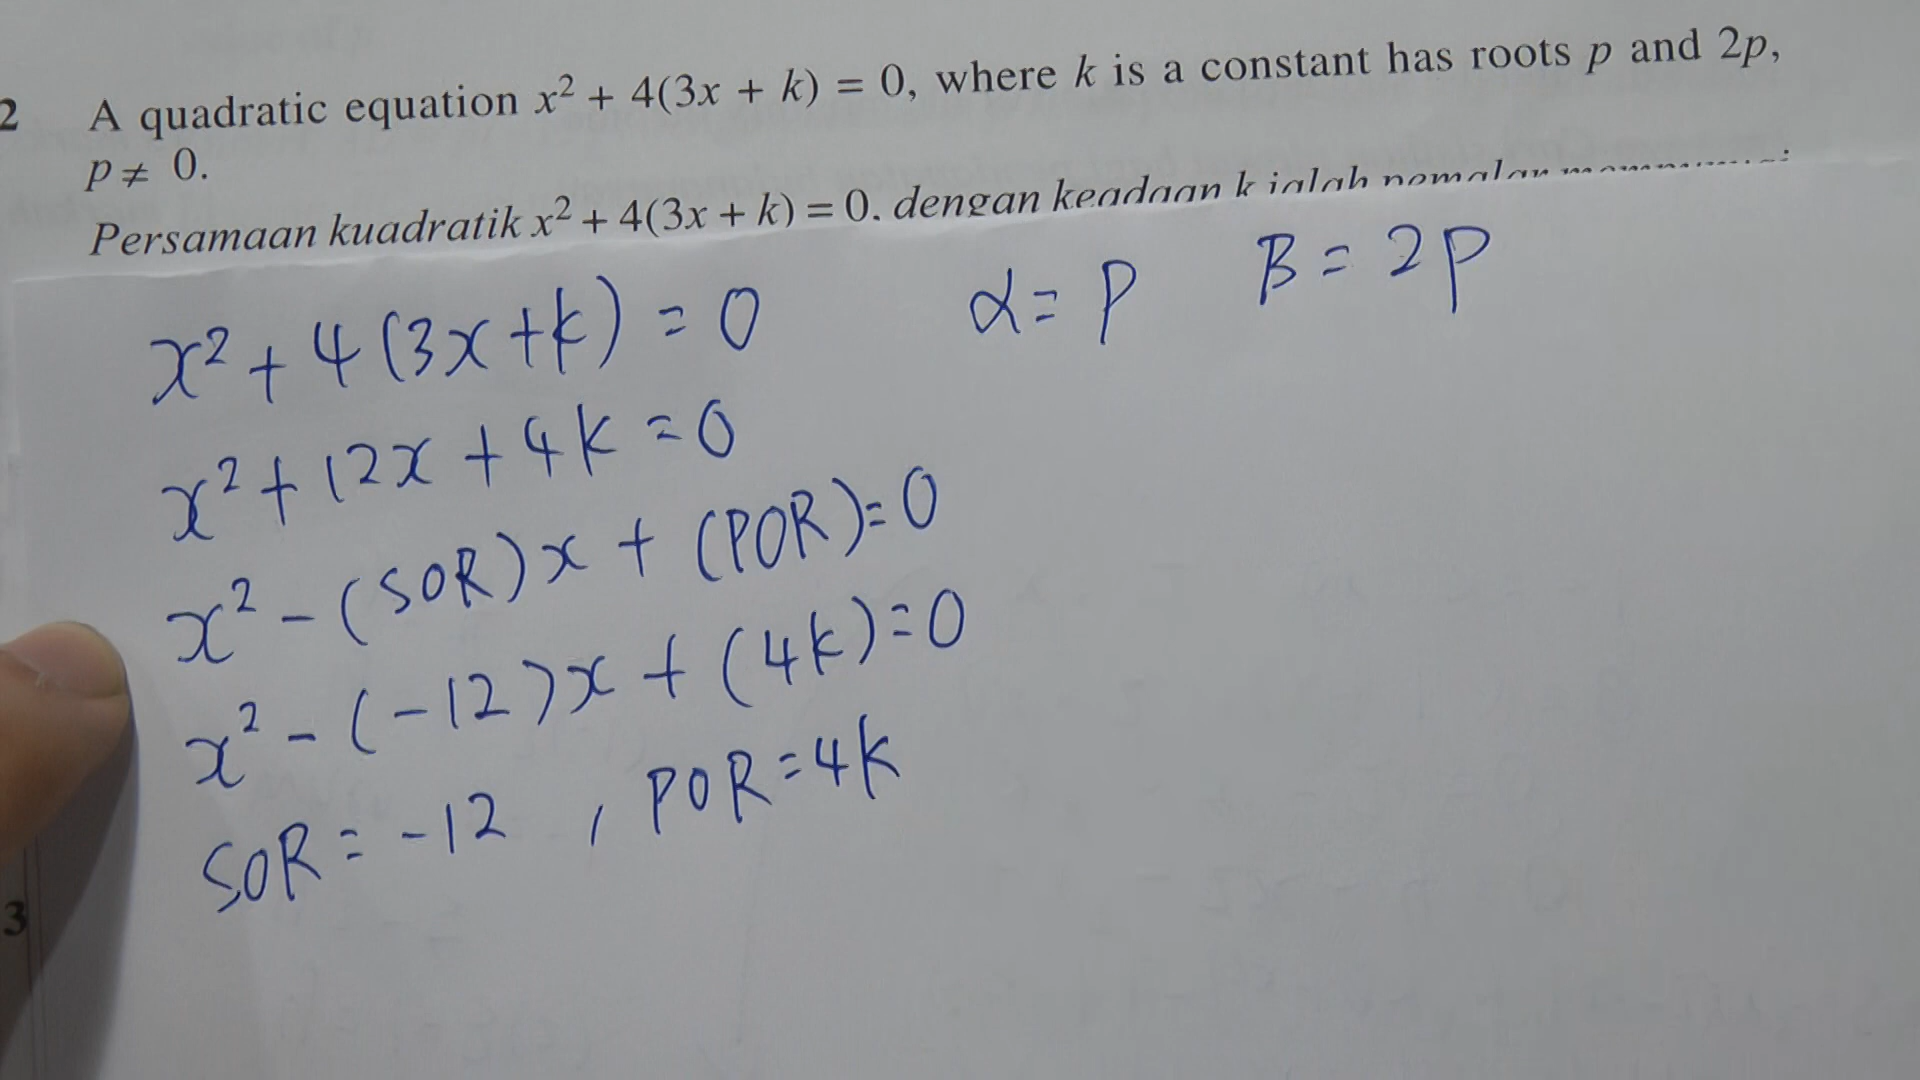 2 A quadratic equation x² + 4(3x + k) = 0, where k is a constant has roots p and 2p,
p ≠ 0.
Persamaan kuadratik x² + 4(3x + k) = 0, dengan keadaan k ialah pemalar
α = p β = 2p
x² + 4(3x+k) = 0
x² + 12x + 4k = 0
x² - (SOR)x + (POR) = 0
x² - (-12)x + (4k) = 0
SOR = -12 , POR = 4k
3